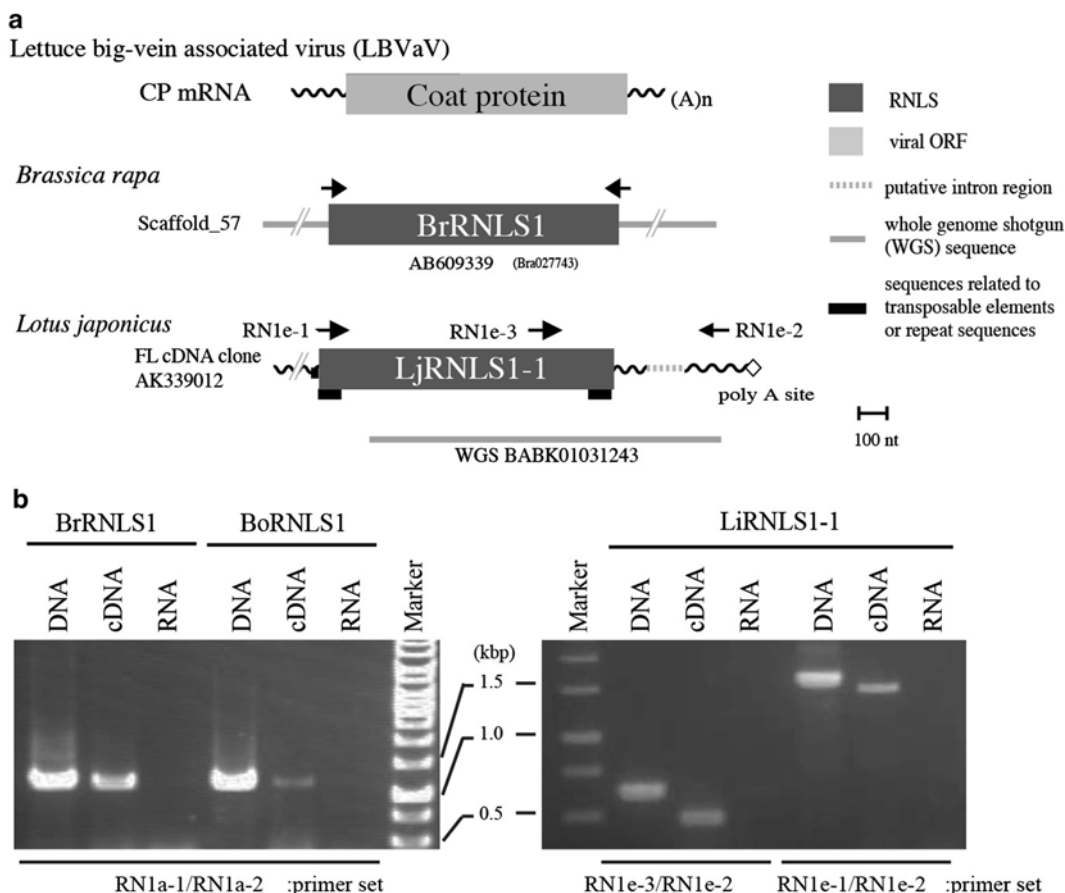 a
Lettuce big-vein associated virus (LBVaV)
CP mRNA
Coat protein
(A)n
RNLS
viral ORF
putative intron region
whole genome shotgun
(WGS) sequence
sequences related to
transposable elements
or repeat sequences
Brassica rapa
Scaffold_57
BrRNLS1
AB609339 (Bra027743)
Lotus japonicus
RN1e-1
RN1e-3
RN1e-2
FL cDNA clone
AK339012
LjRNLS1-1
poly A site
100 nt
WGS BABK01031243
b
BrRNLS1
BoRNLS1
LiRNLS1-1
DNA
cDNA
RNA
DNA
cDNA
RNA
Marker
Marker
DNA
cDNA
RNA
DNA
cDNA
RNA
(kbp)
1.5
1.0
0.5
RN1a-1/RN1a-2 :primer set
RN1e-3/RN1e-2 RN1e-1/RN1e-2 :primer set